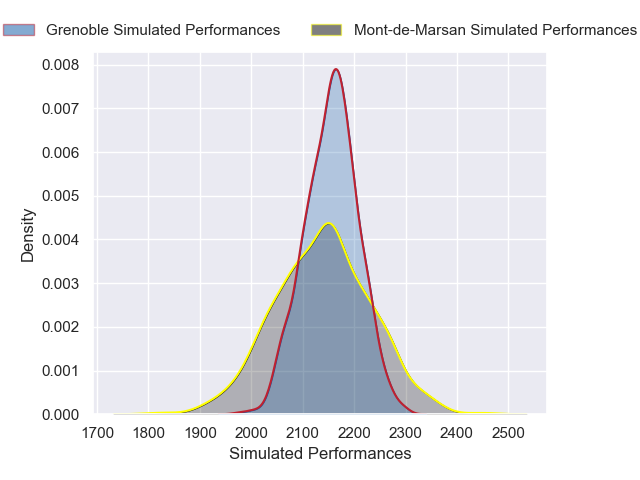 Grenoble Simulated Performances
Mont-de-Marsan Simulated Performances
0.008
0.007
0.006
0.005
0.004
0.003
0.002
0.001
0.000
Density
1700 1800 1900 2000 2100 2200 2300 2400 2500
Simulated Performances